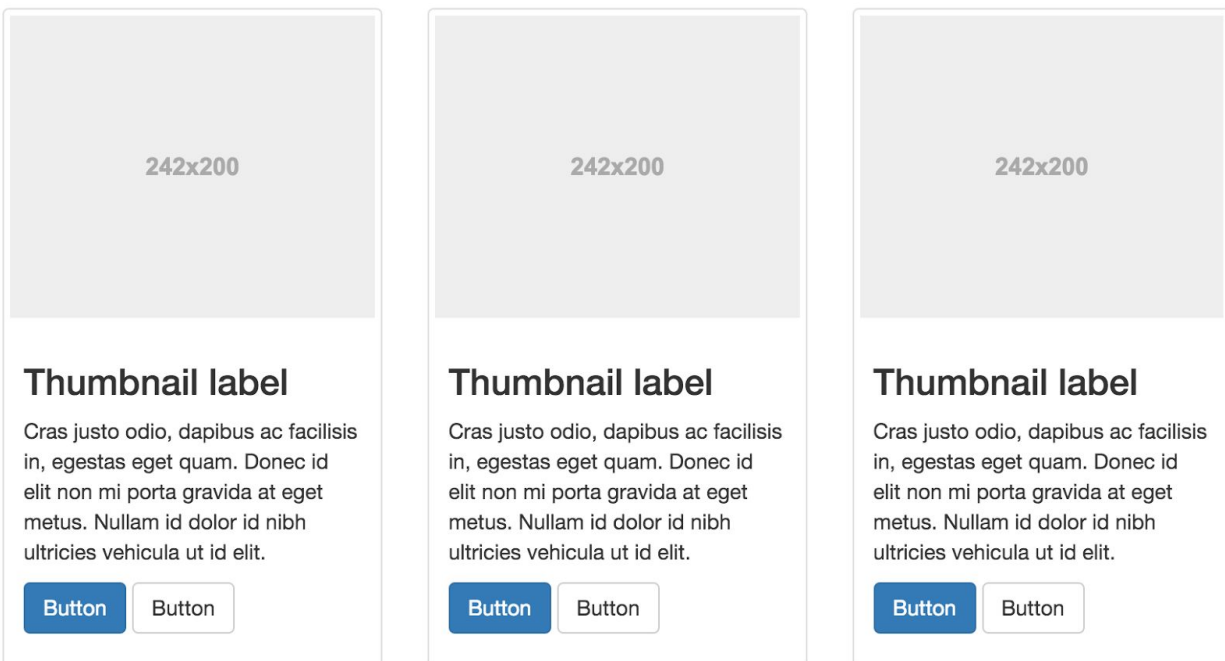 242x200
Thumbnail label
Cras justo odio, dapibus ac facilisis
in, egestas eget quam. Donec id
elit non mi porta gravida at eget
metus. Nullam id dolor id nibh
ultricies vehicula ut id elit.
Button
Button
242x200
Thumbnail label
Cras justo odio, dapibus ac facilisis
in, egestas eget quam. Donec id
elit non mi porta gravida at eget
metus. Nullam id dolor id nibh
ultricies vehicula ut id elit.
Button
Button
242x200
Thumbnail label
Cras justo odio, dapibus ac facilisis
in, egestas eget quam. Donec id
elit non mi porta gravida at eget
metus. Nullam id dolor id nibh
ultricies vehicula ut id elit.
Button
Button